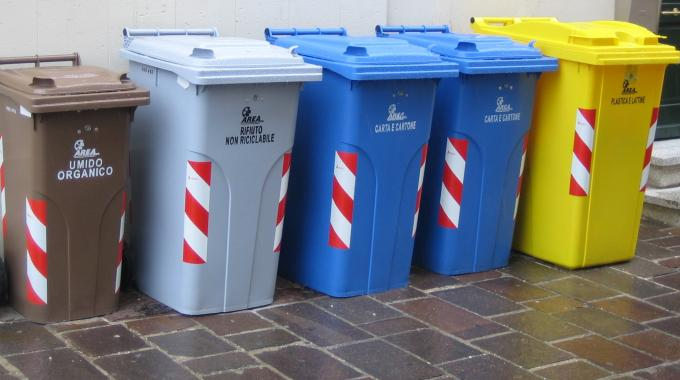 AREA
UMIDO
ORGANICO
AREA
RIFIUTO
NON RICICLABILE
AREA
CARTA E CARTONE
AREA
CARTA E CARTONE
AREA
PLASTICA E LATTINE